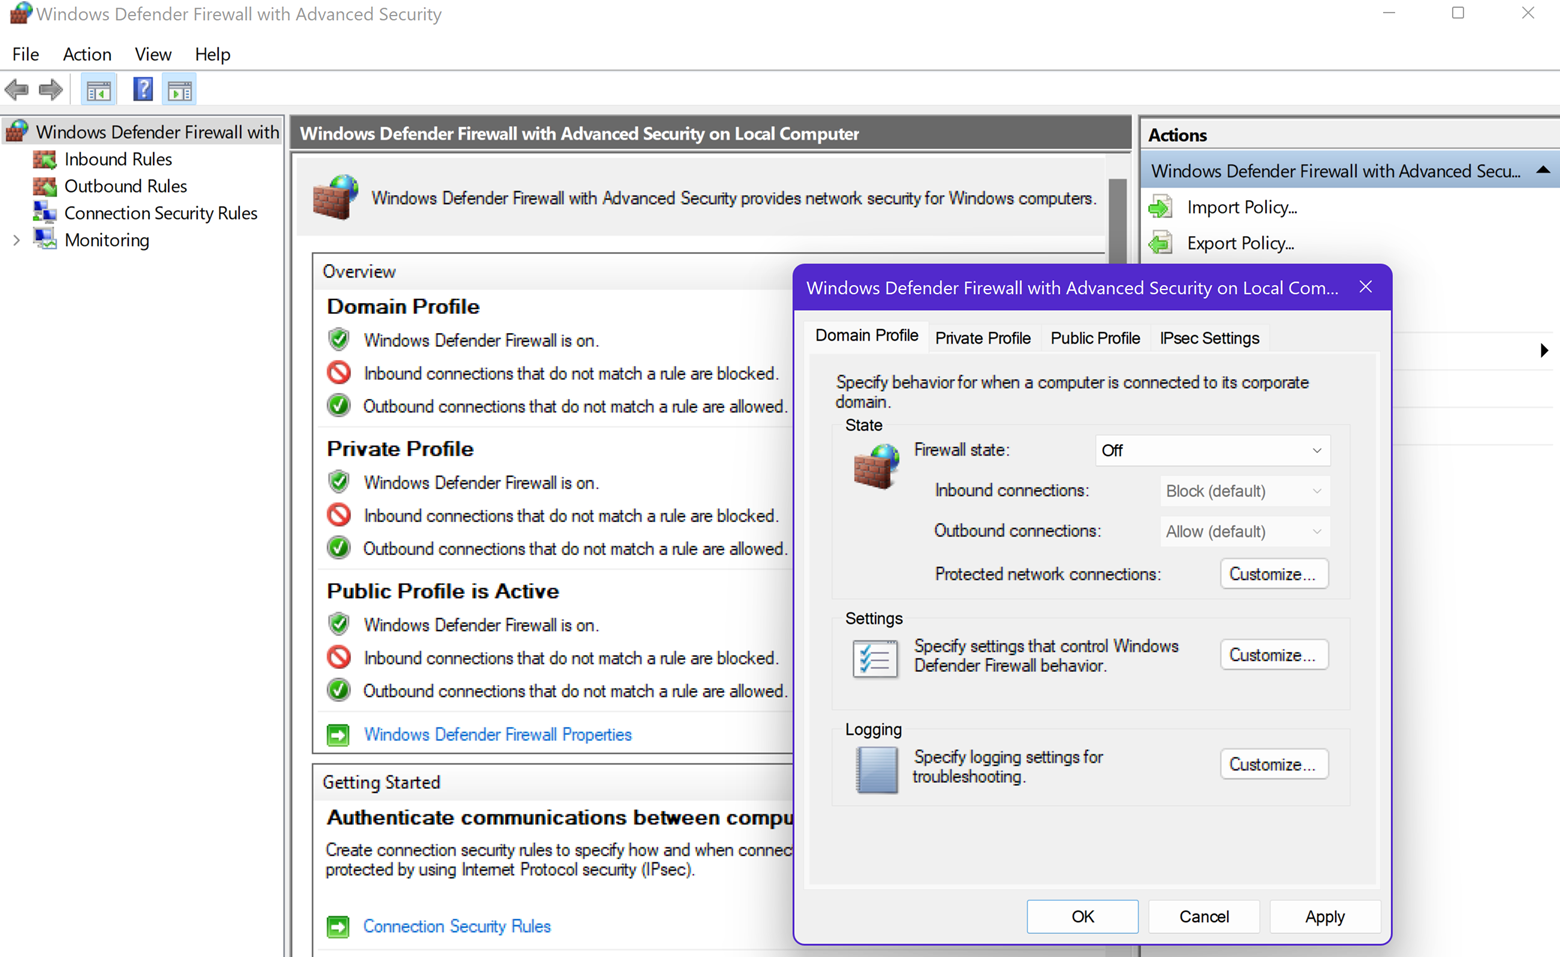 Windows Defender Firewall with Advanced Security
File Action View Help
Windows Defender Firewall with
Inbound Rules
Outbound Rules
Connection Security Rules
Monitoring
Windows Defender Firewall with Advanced Security on Local Computer
Windows Defender Firewall with Advanced Security provides network security for Windows computers.
Overview
Domain Profile
Windows Defender Firewall is on.
Inbound connections that do not match a rule are blocked.
Outbound connections that do not match a rule are allowed.
Private Profile
Windows Defender Firewall is on.
Inbound connections that do not match a rule are blocked.
Outbound connections that do not match a rule are allowed.
Public Profile is Active
Windows Defender Firewall is on.
Inbound connections that do not match a rule are blocked.
Outbound connections that do not match a rule are allowed.
Windows Defender Firewall Properties
Getting Started
Authenticate communications between compu
Create connection security rules to specify how and when connec
protected by using Internet Protocol security (IPsec).
Connection Security Rules
Actions
Windows Defender Firewall with Advanced Secu...
Import Policy...
Export Policy...
Windows Defender Firewall with Advanced Security on Local Com...
Domain Profile Private Profile Public Profile IPsec Settings
Specify behavior for when a computer is connected to its corporate
domain.
State
Firewall state: Off
Inbound connections: Block (default)
Outbound connections: Allow (default)
Protected network connections: Customize...
Settings
Specify settings that control Windows
Defender Firewall behavior.
Customize...
Logging
Specify logging settings for
troubleshooting.
Customize...
OK Cancel Apply